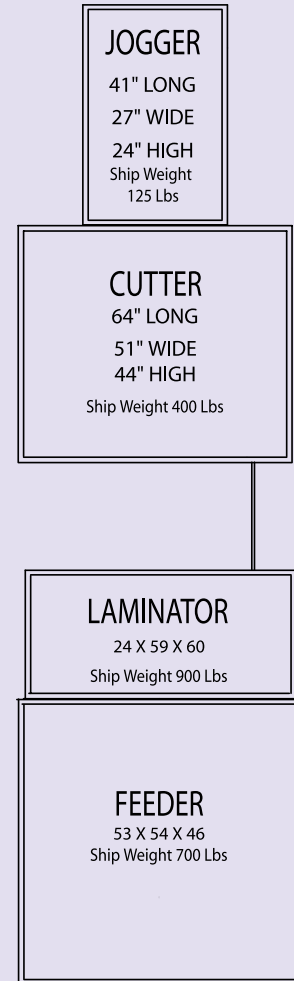 JOGGER
41" LONG
27" WIDE
24" HIGH
Ship Weight
125 Lbs
CUTTER
64" LONG
51" WIDE
44" HIGH
Ship Weight 400 Lbs
LAMINATOR
24 X 59 X 60
Ship Weight 900 Lbs
FEEDER
53 X 54 X 46
Ship Weight 700 Lbs